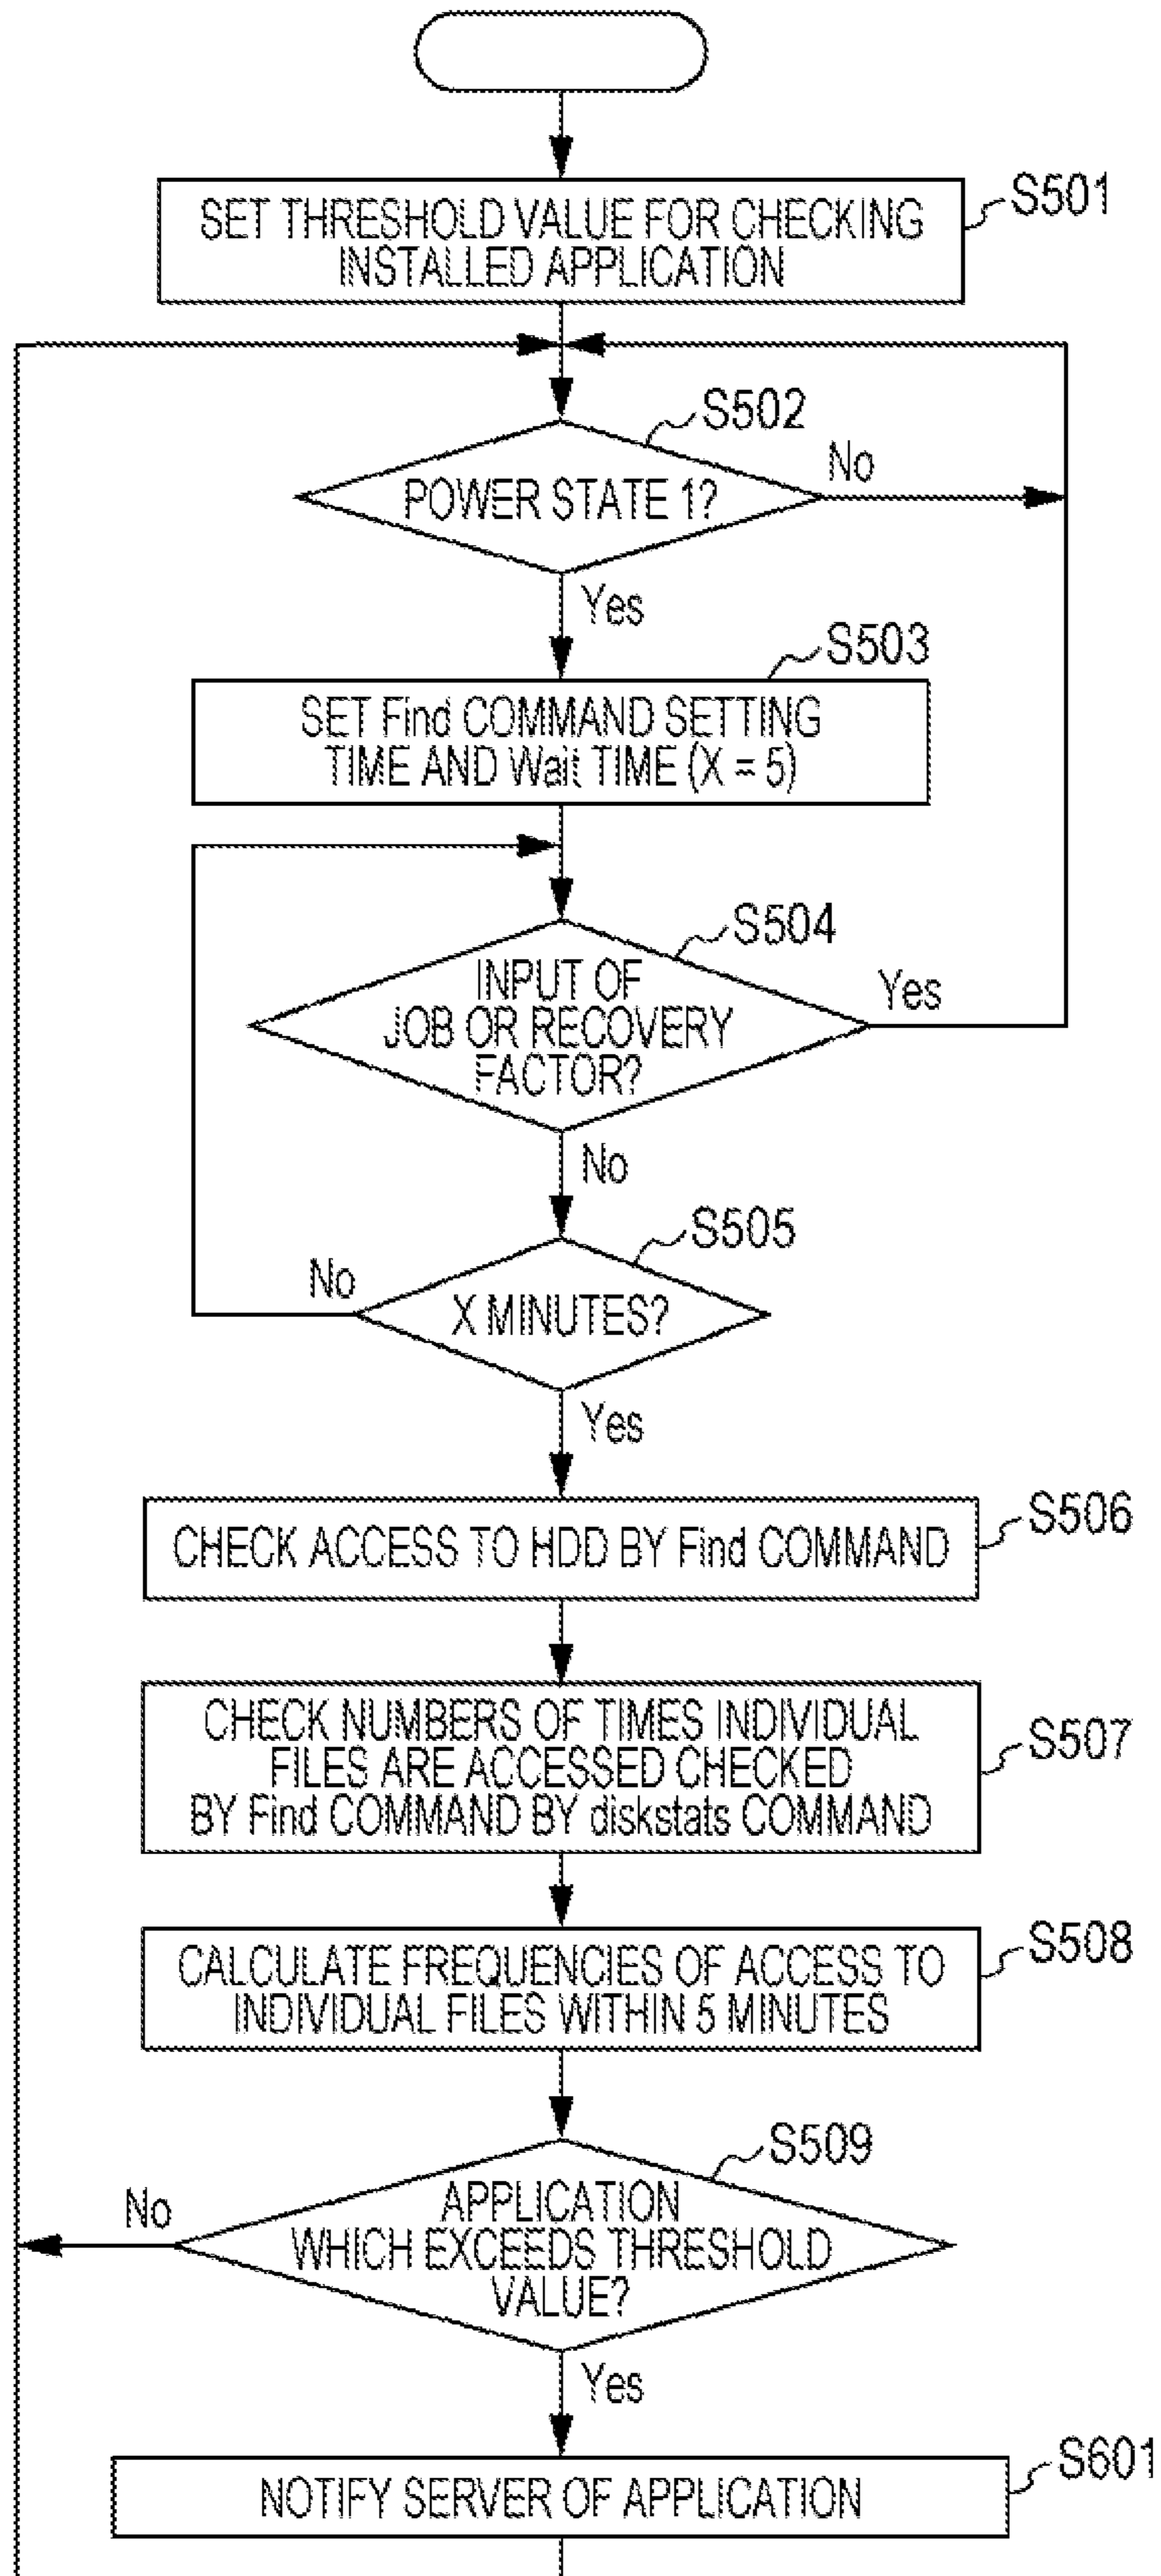 SET THRESHOLD VALUE FOR CHECKING
INSTALLED APPLICATION
S501
S502
POWER STATE 1?
No
Yes
S503
SET Find COMMAND SETTING
TIME AND Wait TIME (X = 5)
S504
INPUT OF
JOB OR RECOVERY
FACTOR?
Yes
No
S505
X MINUTES?
No
Yes
CHECK ACCESS TO HDD BY Find COMMAND
S506
CHECK NUMBERS OF TIMES INDIVIDUAL
FILES ARE ACCESSED CHECKED
BY Find COMMAND BY diskstats COMMAND
S507
CALCULATE FREQUENCIES OF ACCESS TO
INDIVIDUAL FILES WITHIN 5 MINUTES
S508
S509
APPLICATION
WHICH EXCEEDS THRESHOLD
VALUE?
No
Yes
NOTIFY SERVER OF APPLICATION
S601